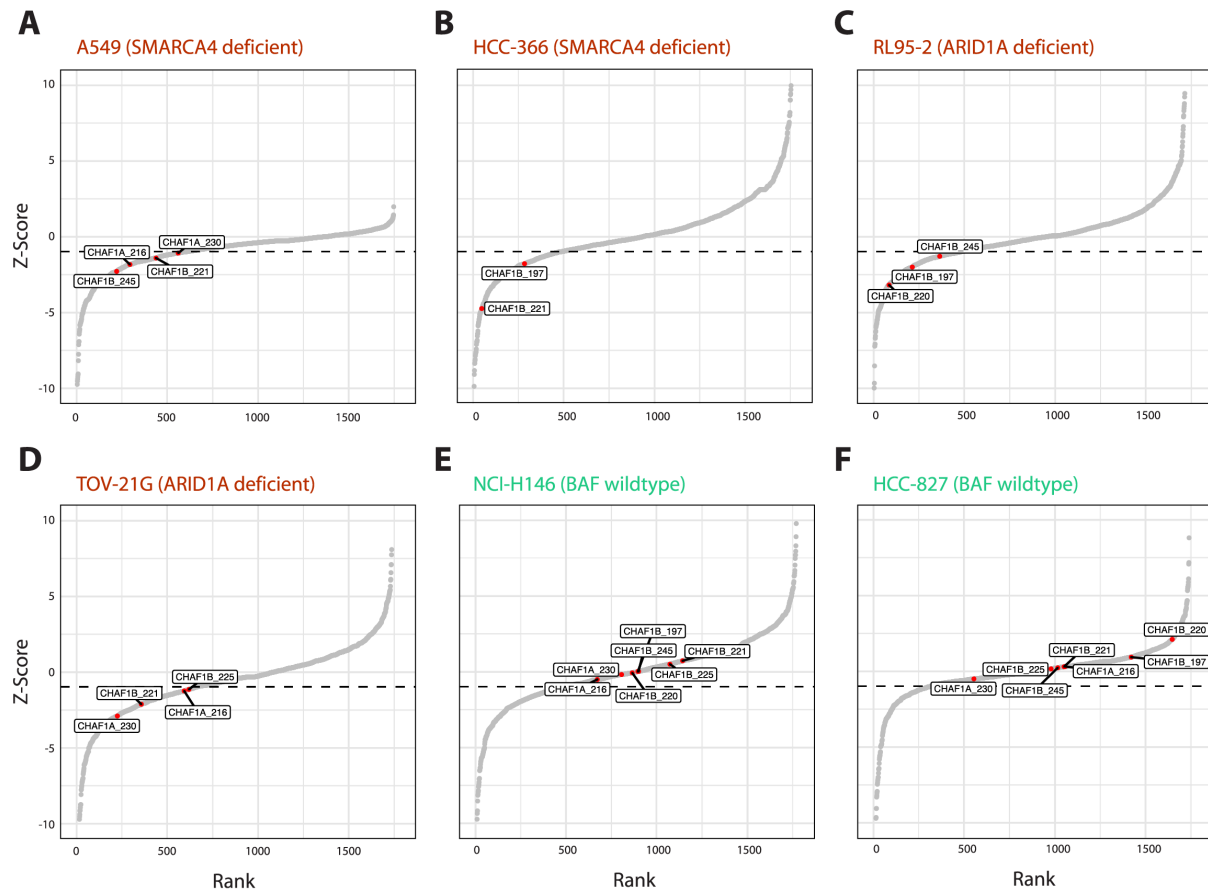 A
A549 (SMARCA4 deficient)
B
HCC-366 (SMARCA4 deficient)
C
RL95-2 (ARID1A deficient)
Z-Score
10
5
0
-5
-10
CHAF1A_230
CHAF1A_216
CHAF1B_221
CHAF1B_245
0
500
1000
1500
CHAF1B_197
CHAF1B_221
0
500
1000
1500
CHAF1B_245
CHAF1B_197
CHAF1B_220
0
500
1000
1500
D
TOV-21G (ARID1A deficient)
E
NCI-H146 (BAF wildtype)
F
HCC-827 (BAF wildtype)
Z-Score
10
5
0
-5
-10
CHAF1B_225
CHAF1B_221
CHAF1A_216
CHAF1A_230
0
500
1000
1500
Rank
CHAF1B_197
CHAF1B_245
CHAF1B_221
CHAF1A_230
CHAF1B_225
CHAF1A_216
CHAF1B_220
0
500
1000
1500
Rank
CHAF1B_220
CHAF1B_221
CHAF1B_197
CHAF1B_225
CHAF1A_216
CHAF1A_230
CHAF1B_245
0
500
1000
1500
Rank